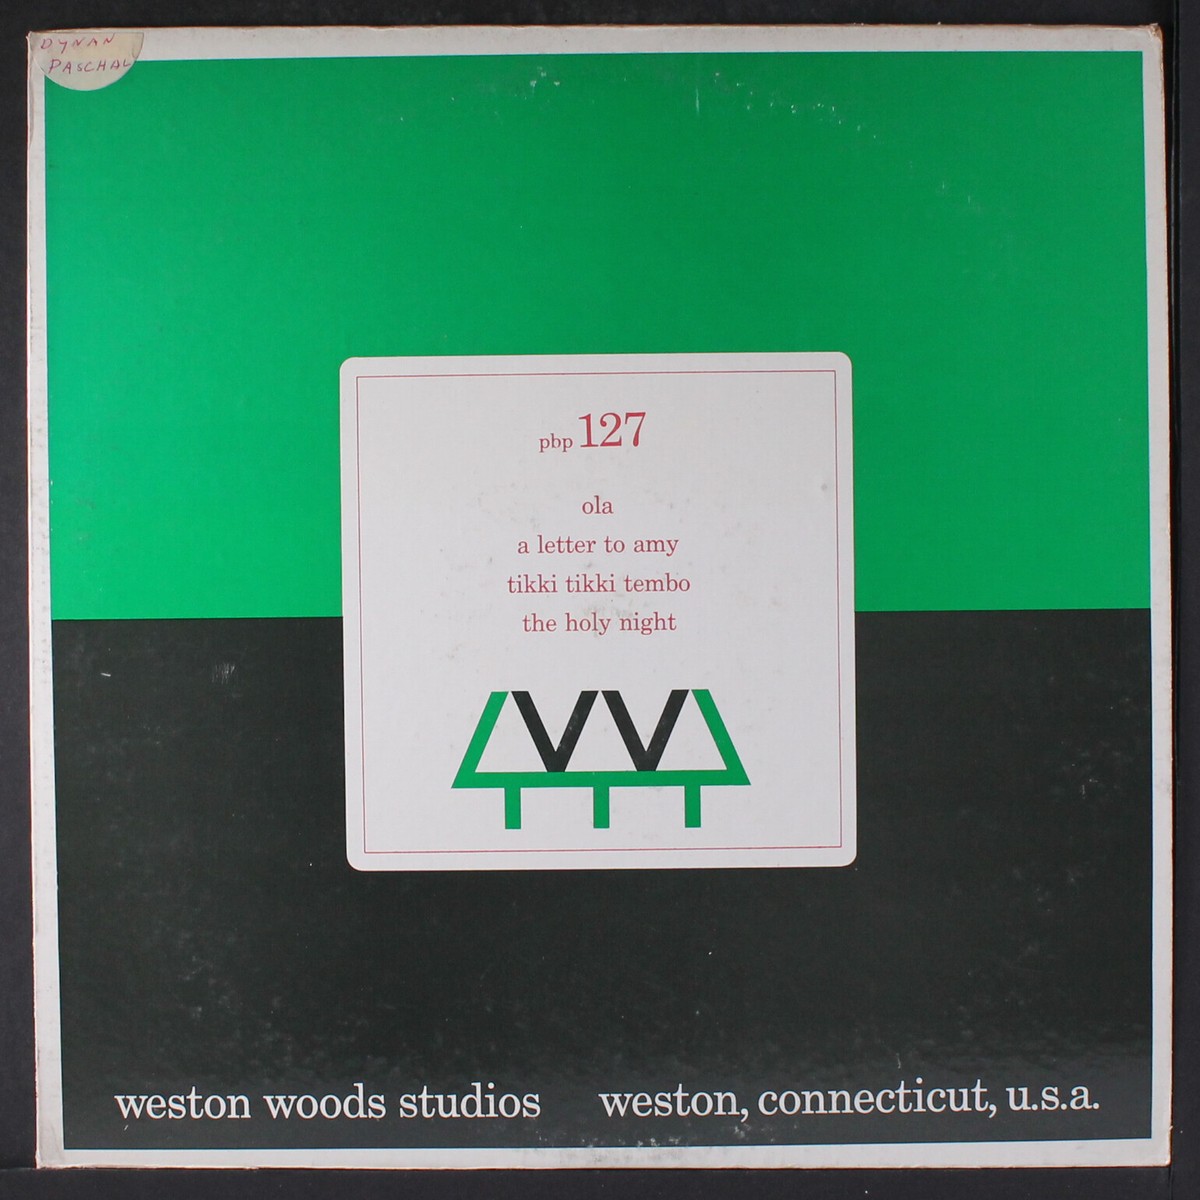 DYNAN
PASCHAL
pbp 127
ola
a letter to amy
tikki tikki tembo
the holy night
weston woods studios weston, connecticut, u.s.a.